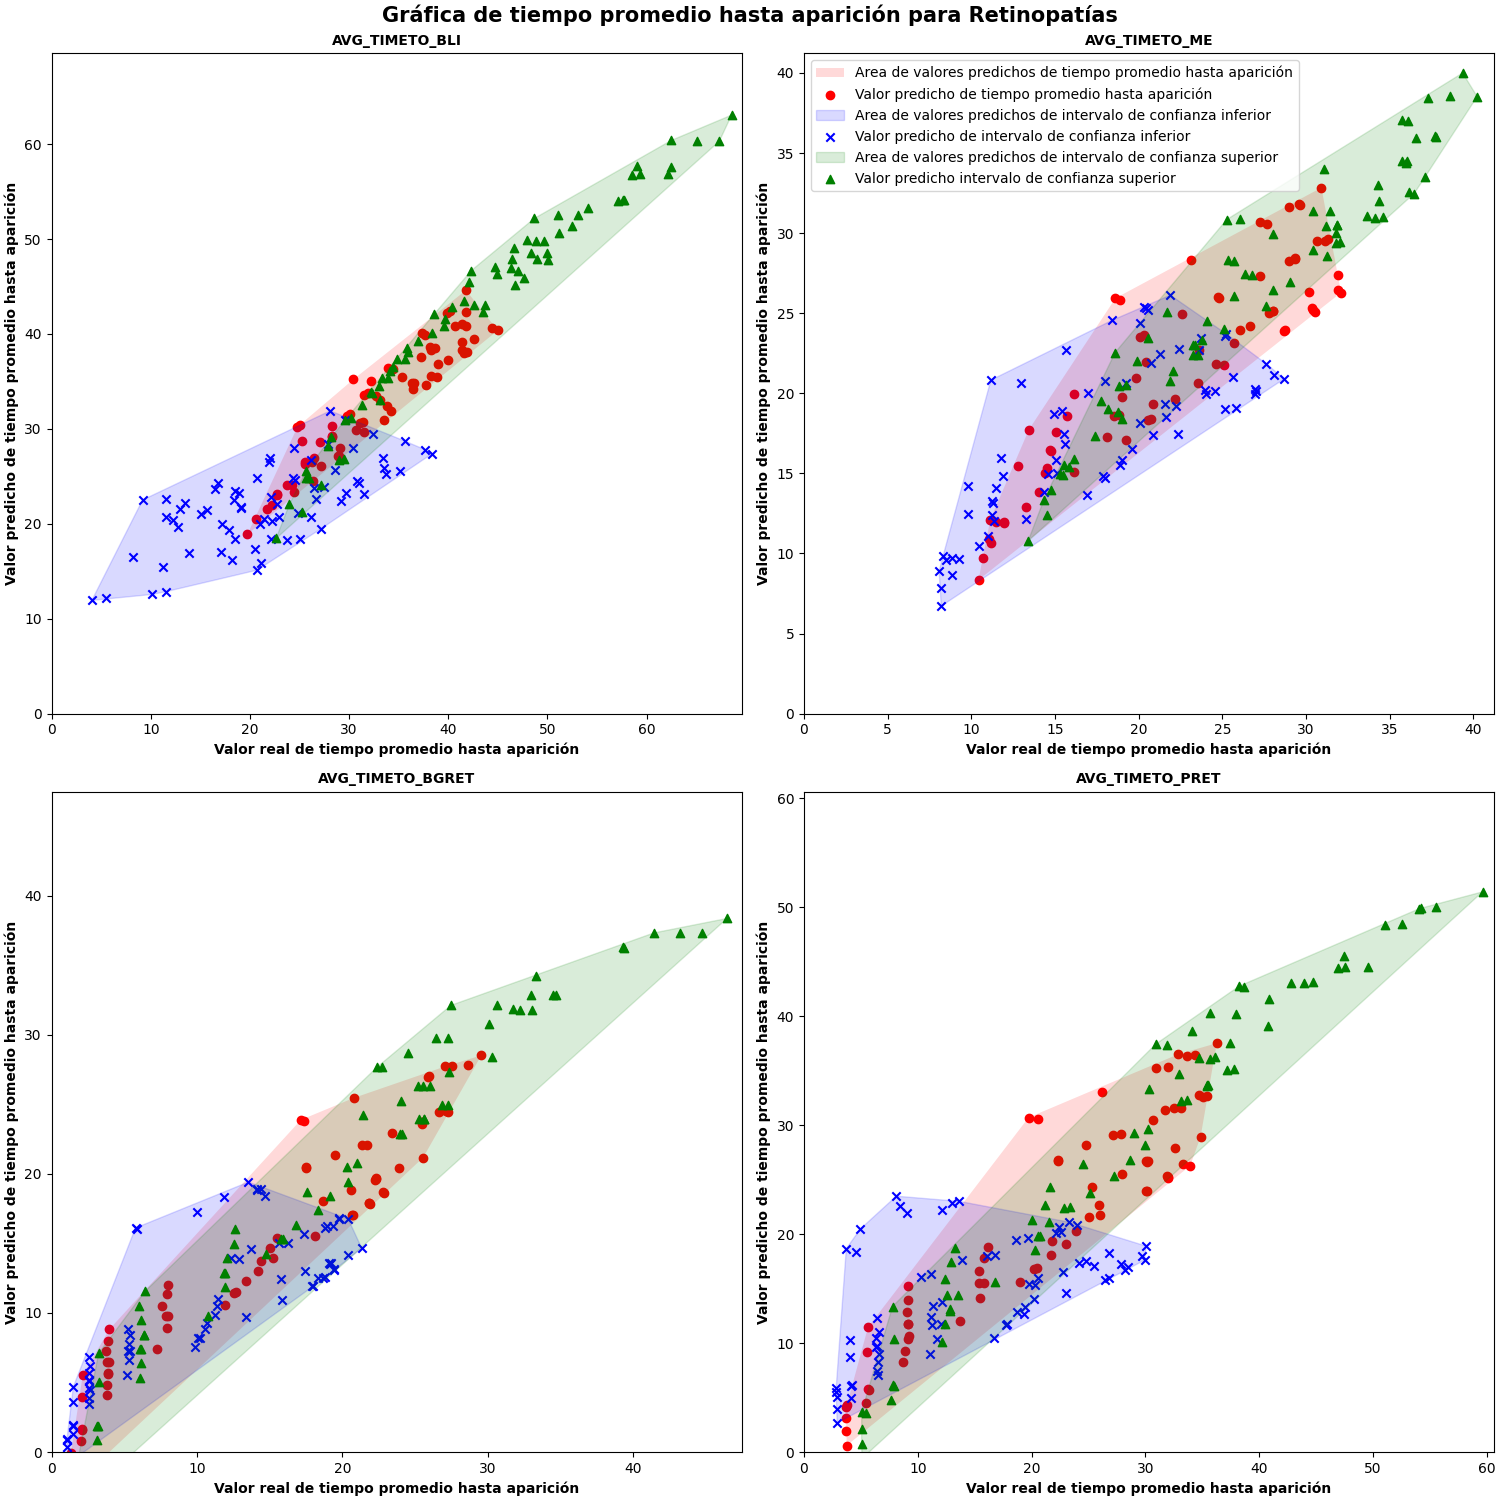 Gráfica de tiempo promedio hasta aparición para Retinopatías
AVG_TIMETO_BLI
Valor predicho de tiempo promedio hasta aparición
60
50
40
30
20
10
0
0 10 20 30 40 50 60
Valor real de tiempo promedio hasta aparición
AVG_TIMETO_ME
Area de valores predichos de tiempo promedio hasta aparición
Valor predicho de tiempo promedio hasta aparición
Area de valores predichos de intervalo de confianza inferior
Valor predicho de intervalo de confianza inferior
Area de valores predichos de intervalo de confianza superior
Valor predicho intervalo de confianza superior
Valor predicho de tiempo promedio hasta aparición
40
35
30
25
20
15
10
5
0
0 5 10 15 20 25 30 35 40
Valor real de tiempo promedio hasta aparición
AVG_TIMETO_BGRET
Valor predicho de tiempo promedio hasta aparición
40
30
20
10
0
0 10 20 30 40
Valor real de tiempo promedio hasta aparición
AVG_TIMETO_PRET
Valor predicho de tiempo promedio hasta aparición
60
50
40
30
20
10
0
0 10 20 30 40 50 60
Valor real de tiempo promedio hasta aparición